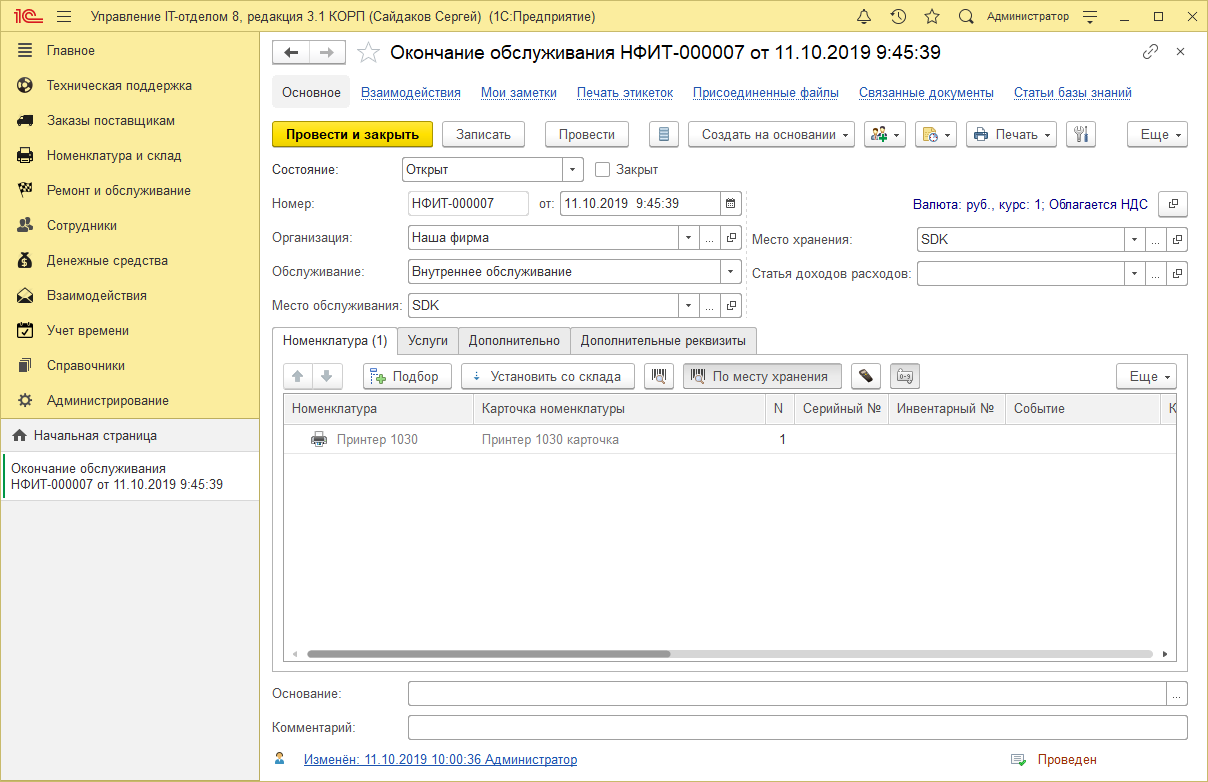 1С Управление IT-отделом 8, редакция 3.1 КОРП (Сайдаков Сергей) (1С:Предприятие) Администратор
Главное
Техническая поддержка
Заказы поставщикам
Номенклатура и склад
Ремонт и обслуживание
Сотрудники
Денежные средства
Взаимодействия
Учет времени
Справочники
Администрирование
Начальная страница
Окончание обслуживания
НФИТ-000007 от 11.10.2019 9:45:39
Окончание обслуживания НФИТ-000007 от 11.10.2019 9:45:39
Основное Взаимодействия Мои заметки Печать этикеток Присоединенные файлы Связанные документы Статьи базы знаний
Провести и закрыть Записать Провести Создать на основании Печать Еще
Состояние: Открыт Закрыт
Номер: НФИТ-000007 от: 11.10.2019 9:45:39 Валюта: руб., курс: 1; Облагается НДС
Организация: Наша фирма ... Место хранения: SDK ...
Обслуживание: Внутреннее обслуживание Статья доходов расходов: ...
Место обслуживания: SDK ...
Номенклатура (1) Услуги Дополнительно Дополнительные реквизиты
Подбор Установить со склада По месту хранения Еще
Номенклатура Карточка номенклатуры N Серийный № Инвентарный № Событие К
Принтер 1030 Принтер 1030 карточка 1
Основание: ...
Комментарий:
Изменён: 11.10.2019 10:00:36 Администратор Проведен